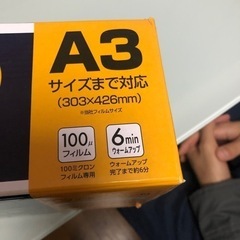 A3
サイズまで対応
(303×426mm)
※当社フィルムサイズ
100μ
フィルム
100ミクロン
フィルム専用
6min
ウォームアップ
ウォームアップ
完了まで約6分